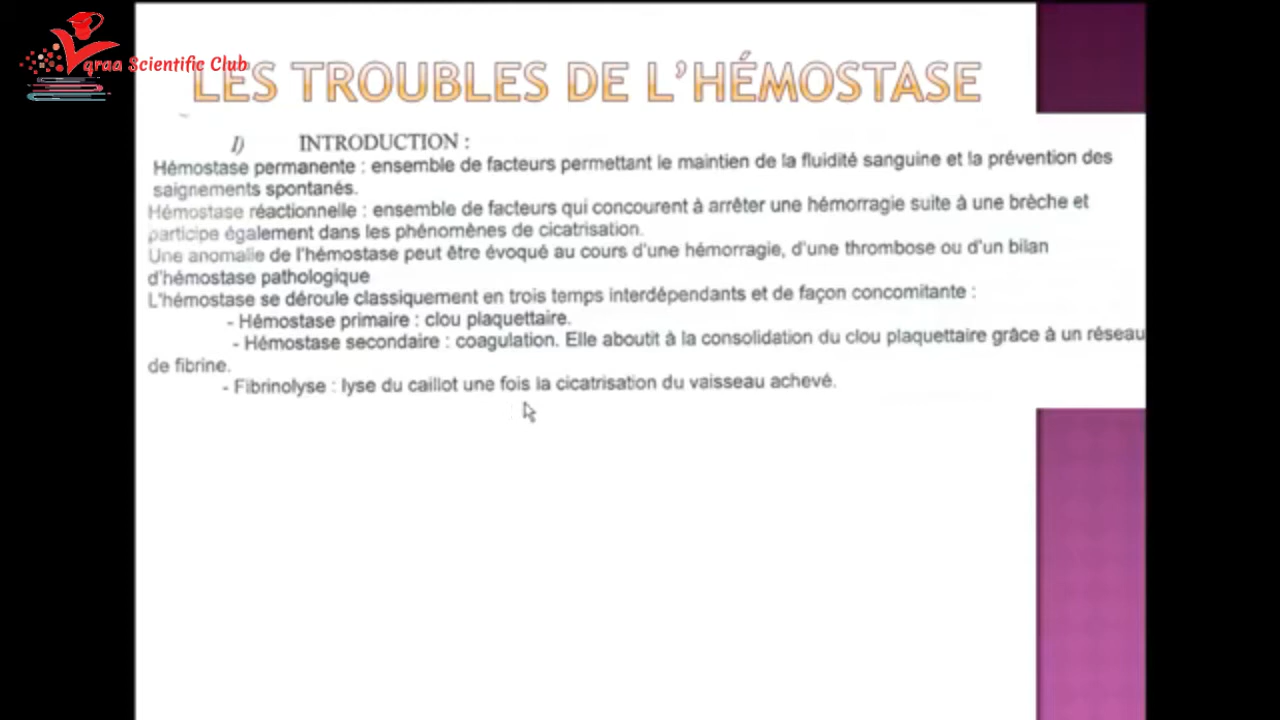 qraa Scientific Club
LES TROUBLES DE L'HÉMOSTASE
I) INTRODUCTION :
Hémostase permanente : ensemble de facteurs permettant le maintien de la fluidité sanguine et la prévention des
saignements spontanés.
Hémostase réactionnelle : ensemble de facteurs qui concourent à arrêter une hémorragie suite à une brèche et
participe également dans les phénomènes de cicatrisation.
Une anomalie de l'hémostase peut être évoqué au cours d'une hémorragie, d'une thrombose ou d'un bilan
d'hémostase pathologique
L'hémostase se déroule classiquement en trois temps interdépendants et de façon concomitante :
- Hémostase primaire : clou plaquettaire.
- Hémostase secondaire : coagulation. Elle aboutit à la consolidation du clou plaquettaire grâce à un réseau
de fibrine.
- Fibrinolyse : lyse du caillot une fois la cicatrisation du vaisseau achevé.